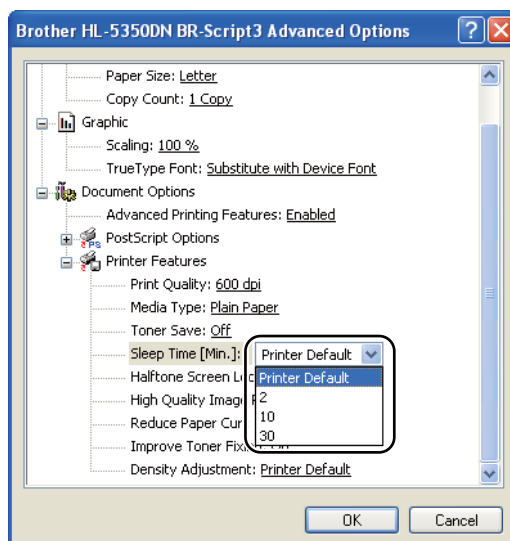 Brother HL-5350DN BR-Script3 Advanced Options
Paper Size: Letter
Copy Count: 1 Copy
Graphic
Scaling: 100 %
TrueType Font: Substitute with Device Font
Document Options
Advanced Printing Features: Enabled
PostScript Options
Printer Features
Print Quality: 600 dpi
Media Type: Plain Paper
Toner Save: Off
Sleep Time [Min.]: Printer Default
Halftone Screen Printer Default
High Quality Image 2
Reduce Paper 10
Improve Toner 30
Density Adjustment: Printer Default
OK Cancel